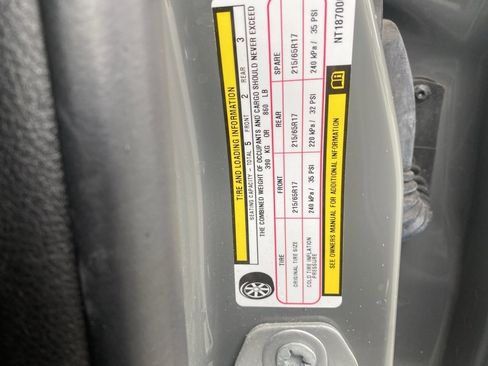 TIRE AND LOADING INFORMATION
SEATING CAPACITY - TOTAL 5 FRONT 2 REAR 3
THE COMBINED WEIGHT OF OCCUPANTS AND CARGO SHOULD NEVER EXCEED
390 KG OR 860 LB
TIRE FRONT REAR SPARE
ORIGINAL TIRE SIZE 215/65R17 215/65R17 215/65R17
COLD TIRE INFLATION PRESSURE 240 kPa / 35 PSI 220 kPa / 32 PSI 240 kPa / 35 PSI
SEE OWNERS MANUAL FOR ADDITIONAL INFORMATION